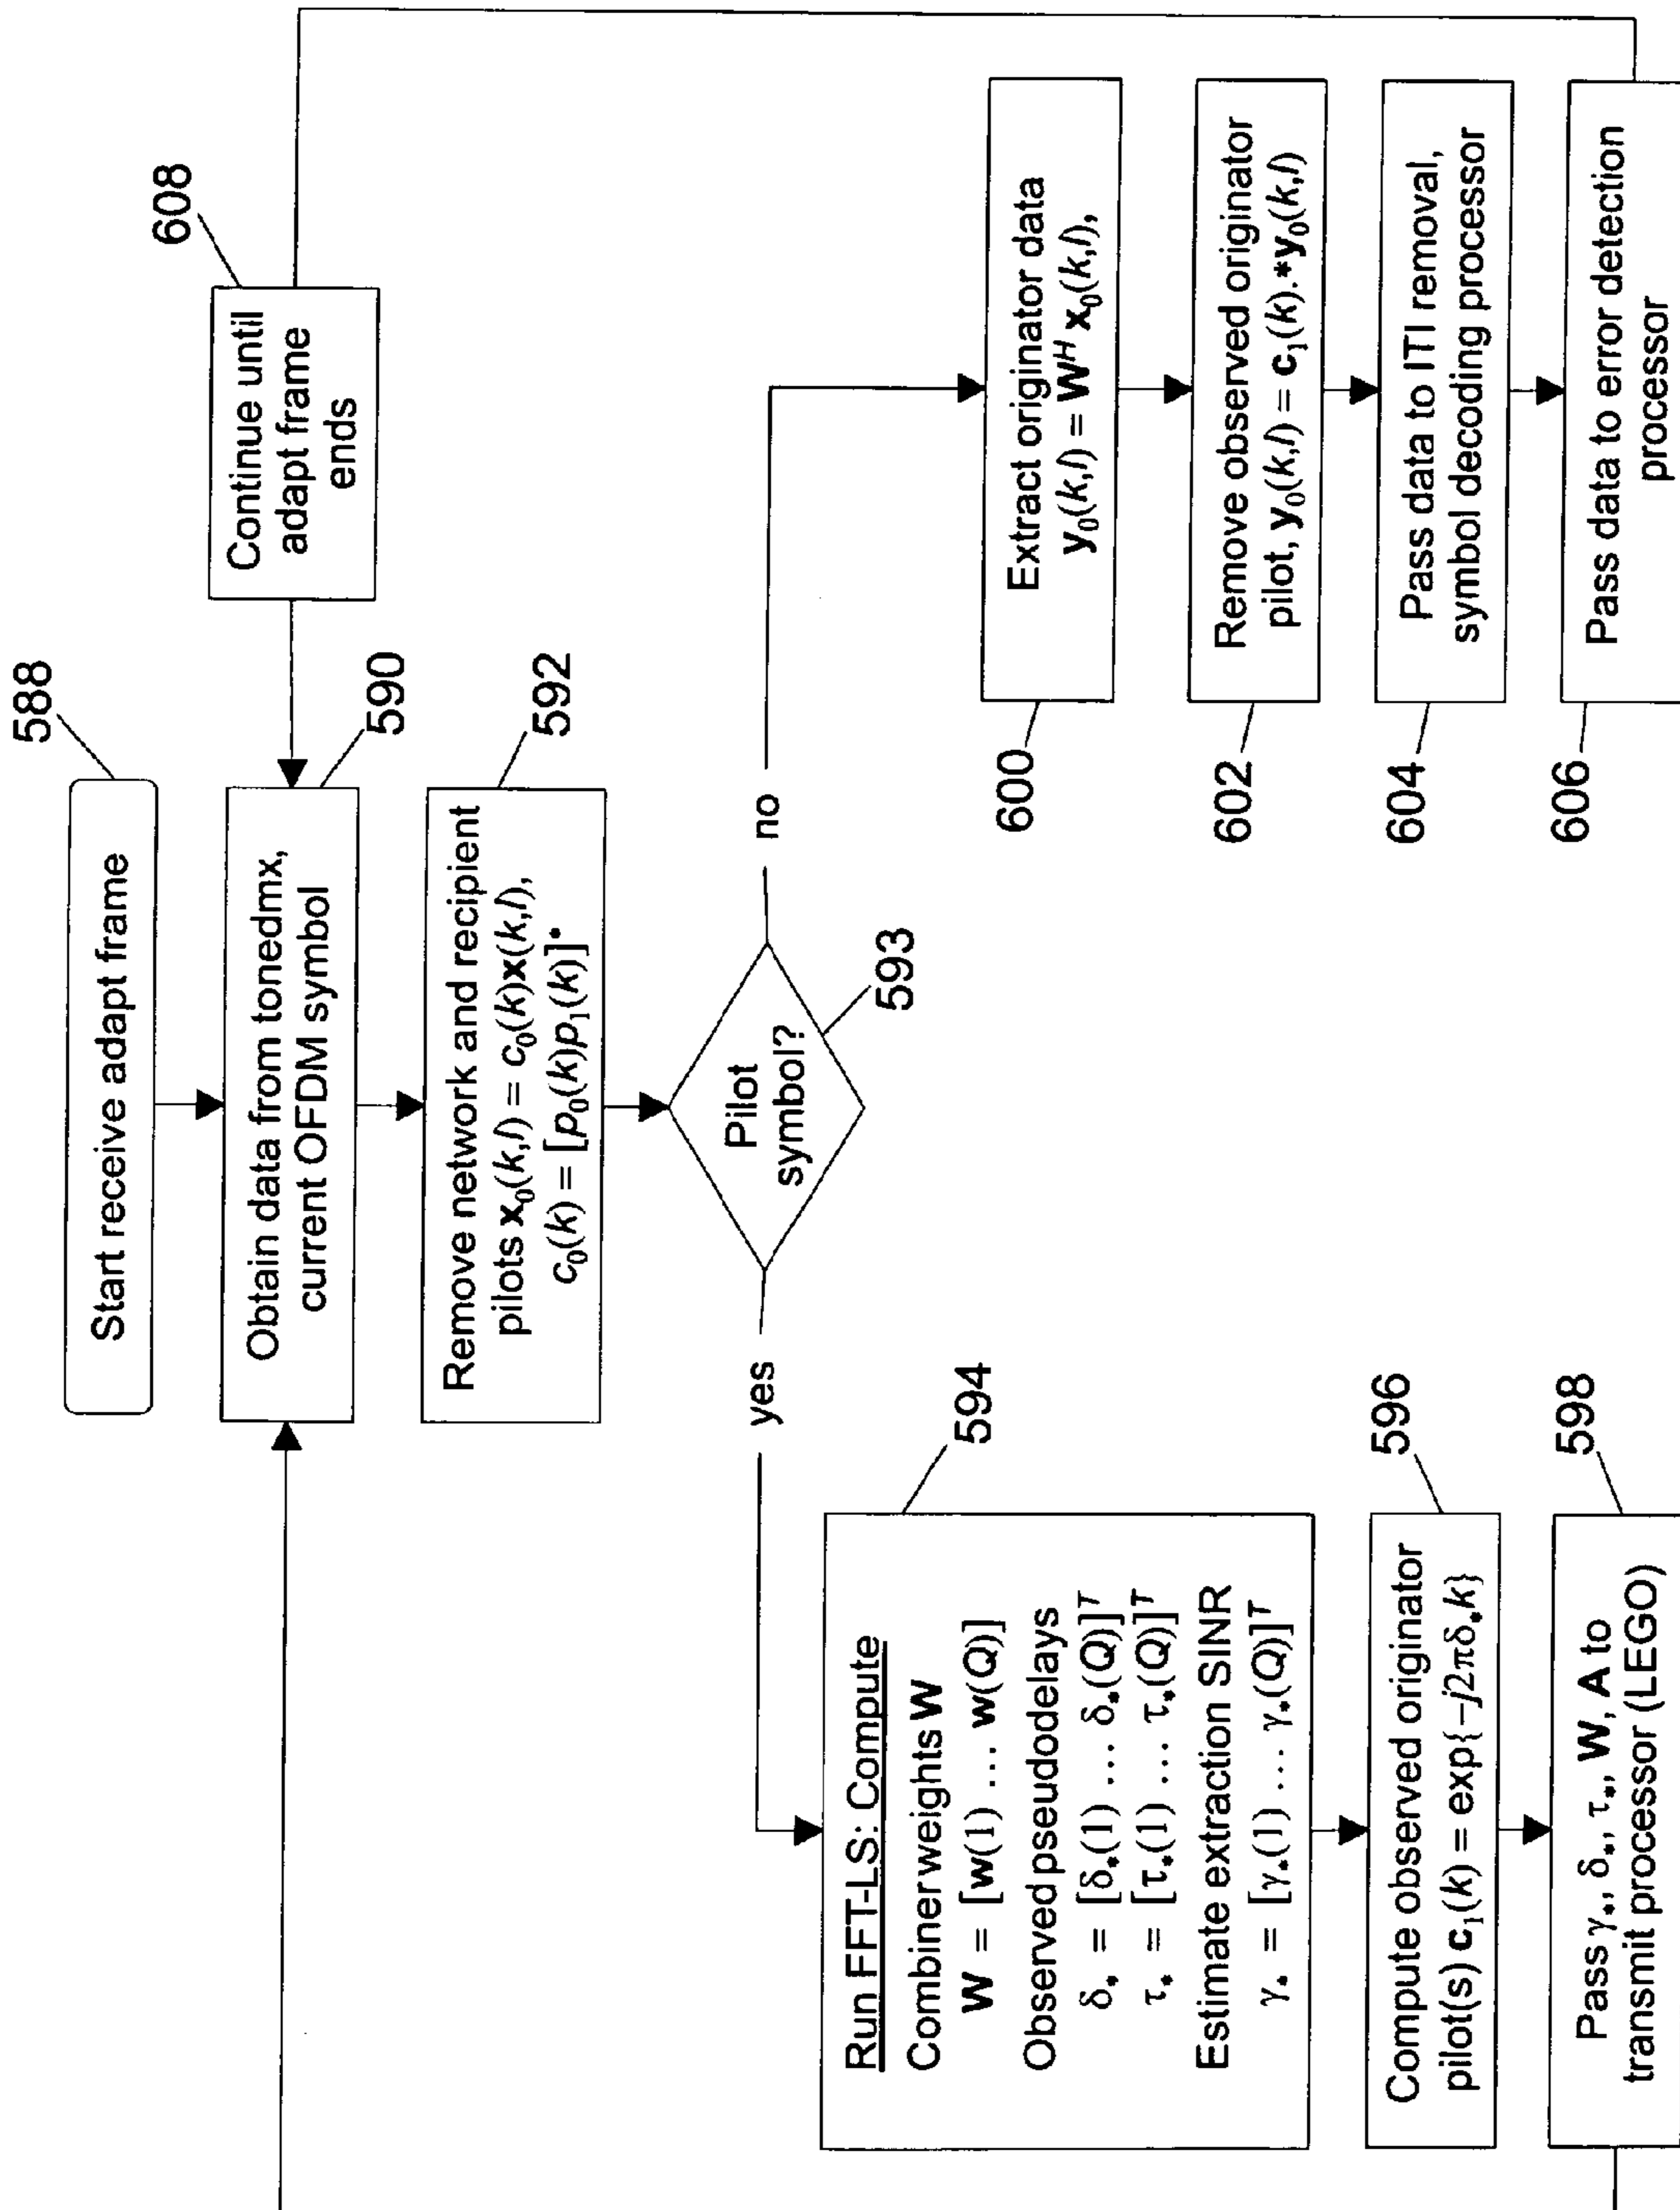 Start receive adapt frame
588
Continue until
adapt frame
ends
608
Obtain data from tonedmx,
current OFDM symbol
590
Remove network and recipient
pilots x₀(k,l) = c₀(k)x(k,l),
c₀(k) = [p₀(k)p₁(k)]*
592
Pilot
symbol?
593
yes
no
Run FFT-LS: Compute
Combiner weights W
W = [w(1) … w(Q)]
Observed pseudodelays
δ* = [δ*(1) … δ*(Q)]ᵀ
τ* = [τ*(1) … τ*(Q)]ᵀ
Estimate extraction SINR
γ* = [γ*(1) … γ*(Q)]ᵀ
594
Compute observed originator
pilot(s) c₁(k) = exp{-j2πδ*k}
596
Pass γ*, δ*, τ*, W, A to
transmit processor (LEGO)
598
Extract originator data
y₀(k,l) = Wᴴ x₀(k,l),
600
Remove observed originator
pilot, y₀(k,l) = c₁(k).*y₀(k,l)
602
Pass data to ITI removal,
symbol decoding processor
604
Pass data to error detection
processor
606